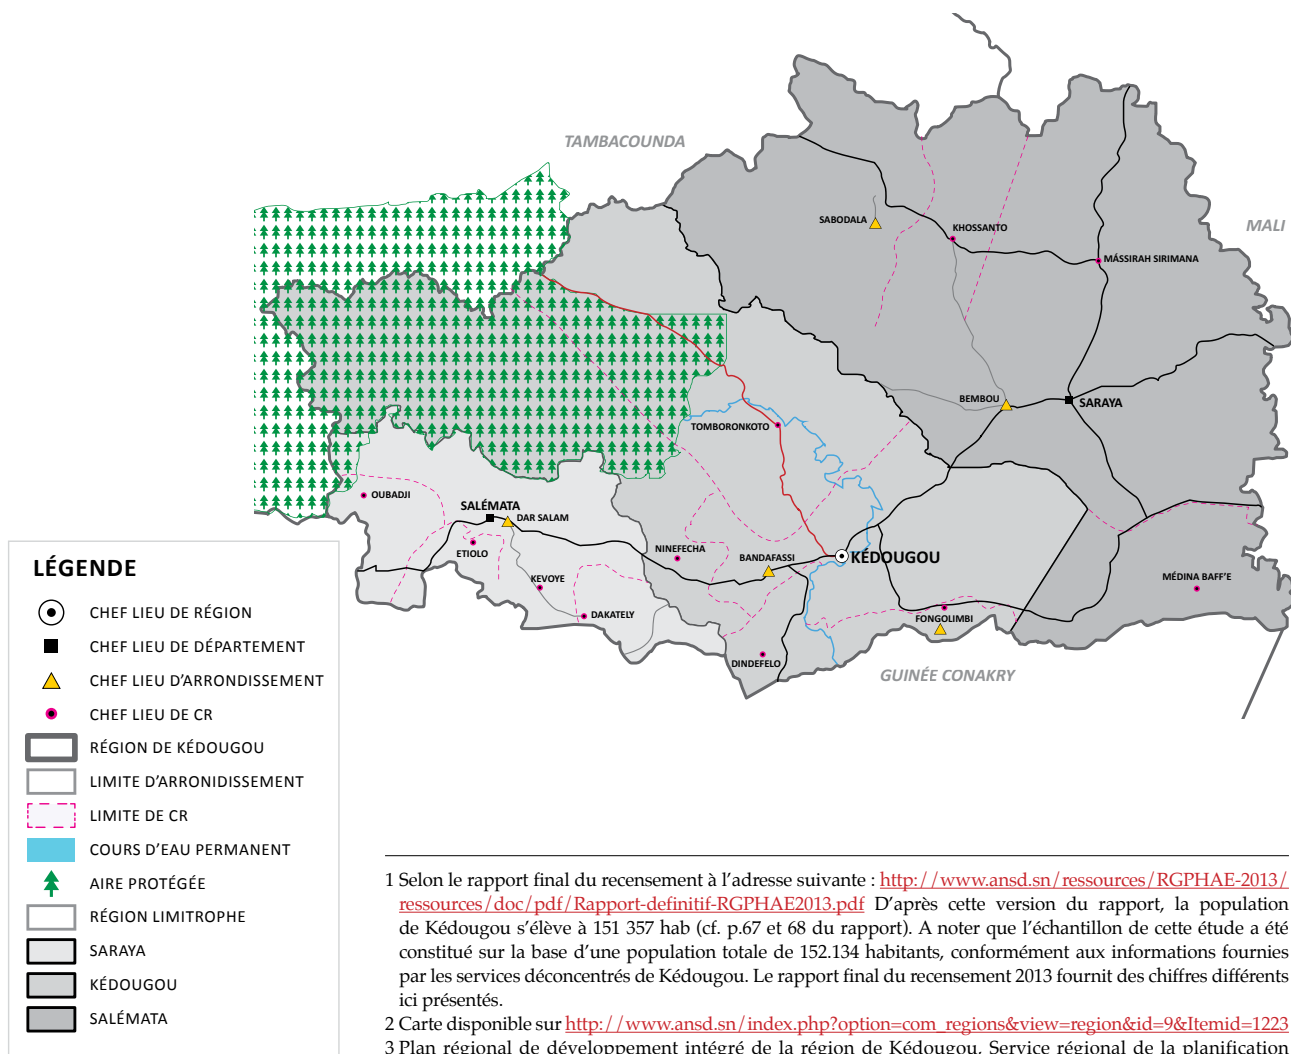 TAMBACOUNDA
MALI
SABODALA
KHOSSANTO
MÁSSIRAH SIRIMANA
BEMBOU
SARAYA
TOMBORONKOTO
OUBADJI
SALÉMATA
DAR SALAM
ETIOLO
NINEFECHA
BANDAFASSI
KÉDOUGOU
KEVOYE
MÉDINA BAFF'E
DAKATELY
FONGOLIMBI
DINDEFELO
GUINÉE CONAKRY
LÉGENDE
CHEF LIEU DE RÉGION
CHEF LIEU DE DÉPARTEMENT
CHEF LIEU D'ARRONDISSEMENT
CHEF LIEU DE CR
RÉGION DE KÉDOUGOU
LIMITE D'ARRONIDISSEMENT
LIMITE DE CR
COURS D'EAU PERMANENT
AIRE PROTÉGÉE
RÉGION LIMITROPHE
SARAYA
KÉDOUGOU
SALÉMATA
1 Selon le rapport final du recensement à l'adresse suivante : http://www.ansd.sn/ressources/RGPHAE-2013/
ressources/doc/pdf/Rapport-definitif-RGPHAE2013.pdf D'après cette version du rapport, la population
de Kédougou s'élève à 151 357 hab (cf. p.67 et 68 du rapport). A noter que l'échantillon de cette étude a été
constitué sur la base d'une population totale de 152.134 habitants, conformément aux informations fournies
par les services déconcentrés de Kédougou. Le rapport final du recensement 2013 fournit des chiffres différents
ici présentés.
2 Carte disponible sur http://www.ansd.sn/index.php?option=com_regions&view=region&id=9&Itemid=1223
3 Plan régional de développement intégré de la région de Kédougou, Service régional de la planification